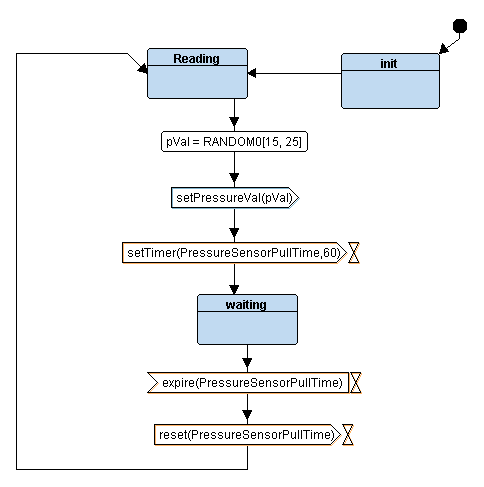 Reading
init
pVal = RANDOM0[15, 25]
setPressureVal(pVal)
setTimer(PressureSensorPullTime,60)
waiting
expire(PressureSensorPullTime)
reset(PressureSensorPullTime)